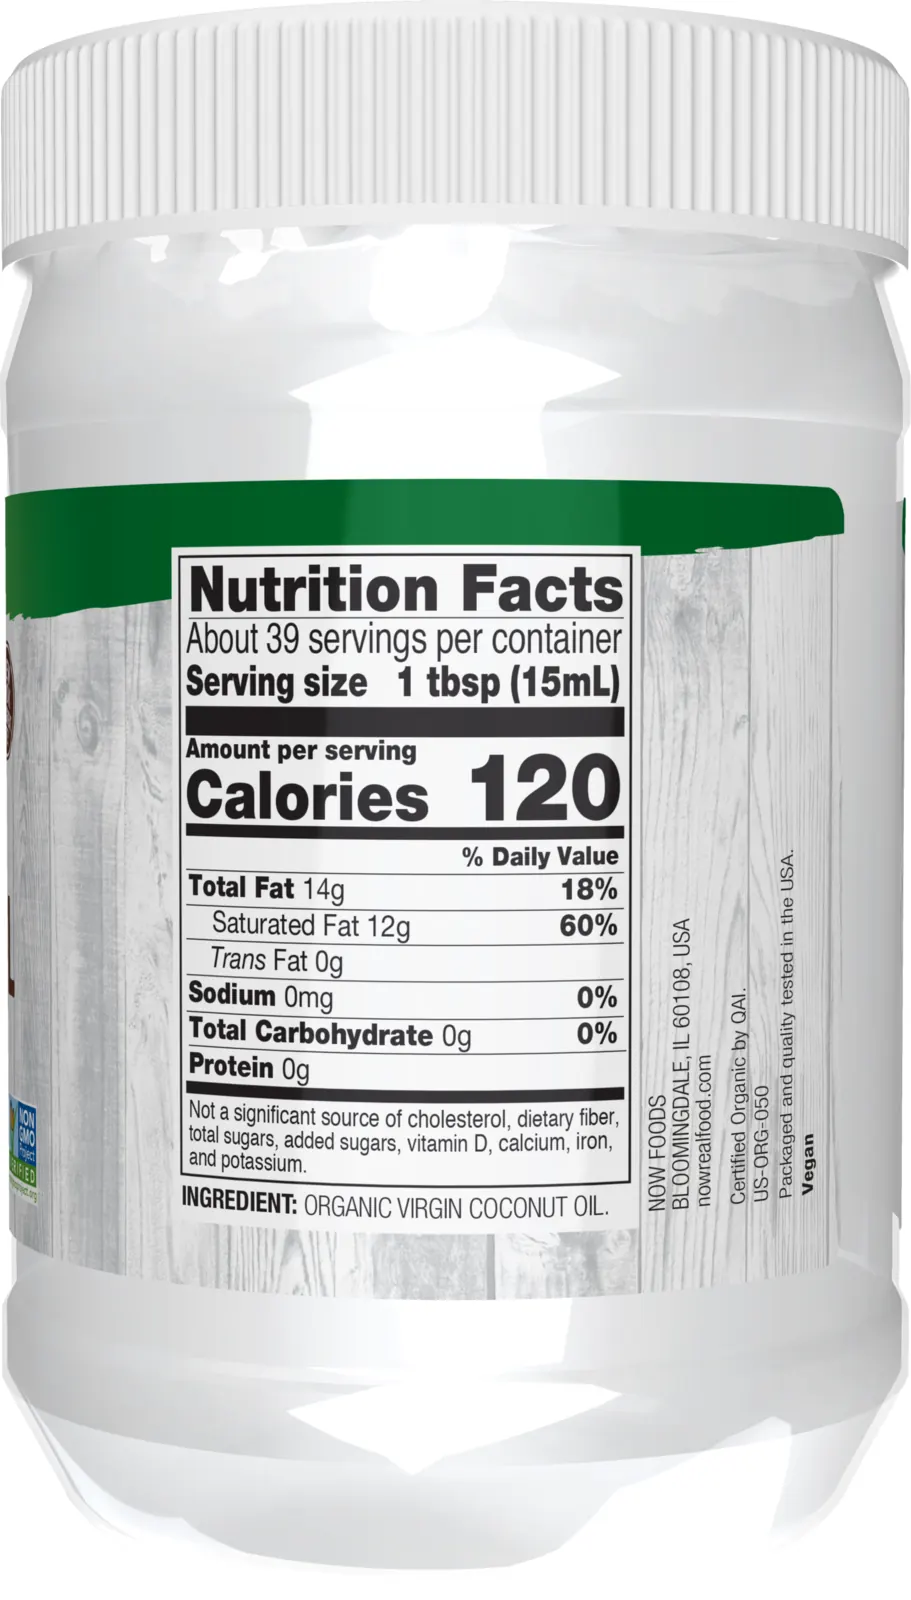 Nutrition Facts
About 39 servings per container
Serving size 1 tbsp (15mL)
Amount per serving
Calories 120
% Daily Value
Total Fat 14g 18%
Saturated Fat 12g 60%
Trans Fat 0g
Sodium 0mg 0%
Total Carbohydrate 0g 0%
Protein 0g
Not a significant source of cholesterol, dietary fiber,
total sugars, added sugars, vitamin D, calcium, iron,
and potassium.
INGREDIENT: ORGANIC VIRGIN COCONUT OIL.
NOW FOODS
BLOOMINGDALE, IL 60108, USA
nowrealfood.com
Certified Organic by QAI.
US-ORG-050
Packaged and quality tested in the USA.
Vegan
NON
GMO
Project